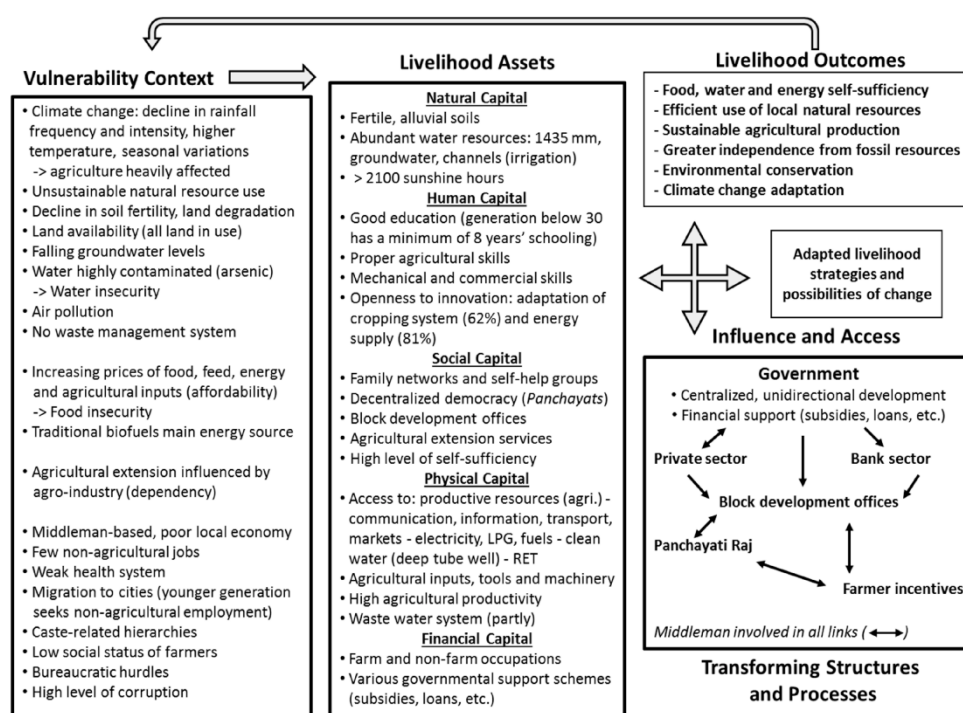 Vulnerability Context
• Climate change: decline in rainfall
frequency and intensity, higher
temperature, seasonal variations
-> agriculture heavily affected
• Unsustainable natural resource use
• Decline in soil fertility, land degradation
• Land availability (all land in use)
• Falling groundwater levels
• Water highly contaminated (arsenic)
-> Water insecurity
• Air pollution
• No waste management system
• Increasing prices of food, feed, energy
and agricultural inputs (affordability)
-> Food insecurity
• Traditional biofuels main energy source
• Agricultural extension influenced by
agro-industry (dependency)
• Middleman-based, poor local economy
• Few non-agricultural jobs
• Weak health system
• Migration to cities (younger generation
seeks non-agricultural employment)
• Caste-related hierarchies
• Low social status of farmers
• Bureaucratic hurdles
• High level of corruption
Livelihood Assets
Natural Capital
• Fertile, alluvial soils
• Abundant water resources: 1435 mm,
groundwater, channels (irrigation)
• > 2100 sunshine hours
Human Capital
• Good education (generation below 30
has a minimum of 8 years' schooling)
• Proper agricultural skills
• Mechanical and commercial skills
• Openness to innovation: adaptation of
cropping system (62%) and energy
supply (81%)
Social Capital
• Family networks and self-help groups
• Decentralized democracy (Panchayats)
• Block development offices
• Agricultural extension services
• High level of self-sufficiency
Physical Capital
• Access to: productive resources (agri.) -
communication, information, transport,
markets - electricity, LPG, fuels - clean
water (deep tube well) - RET
• Agricultural inputs, tools and machinery
• High agricultural productivity
• Waste water system (partly)
Financial Capital
• Farm and non-farm occupations
• Various governmental support schemes
(subsidies, loans, etc.)
Livelihood Outcomes
- Food, water and energy self-sufficiency
- Efficient use of local natural resources
- Sustainable agricultural production
- Greater independence from fossil resources
- Environmental conservation
- Climate change adaptation
Adapted livelihood
strategies and
possibilities of change
Influence and Access
Government
• Centralized, unidirectional development
• Financial support (subsidies, loans, etc.)
Private sector
Bank sector
Block development offices
Panchayati Raj
Farmer incentives
Middleman involved in all links (⟷)
Transforming Structures
and Processes